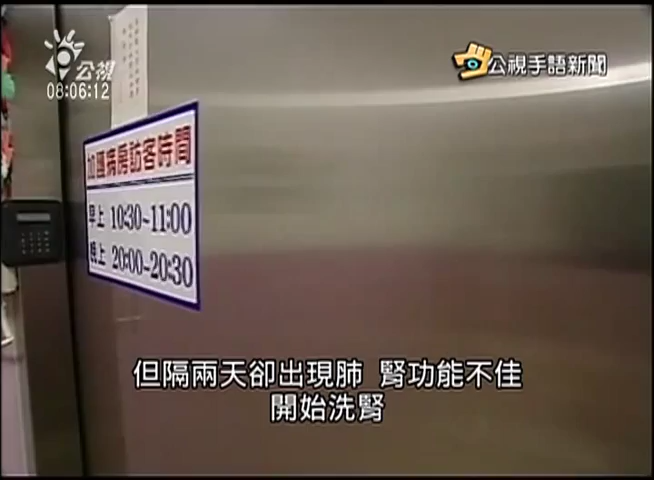 公視
08:06:12
公視手語新聞
加護病房訪客時間
早上 10:30~11:00
晚上 20:00~20:30
但隔兩天卻出現肺 腎功能不佳
開始洗腎